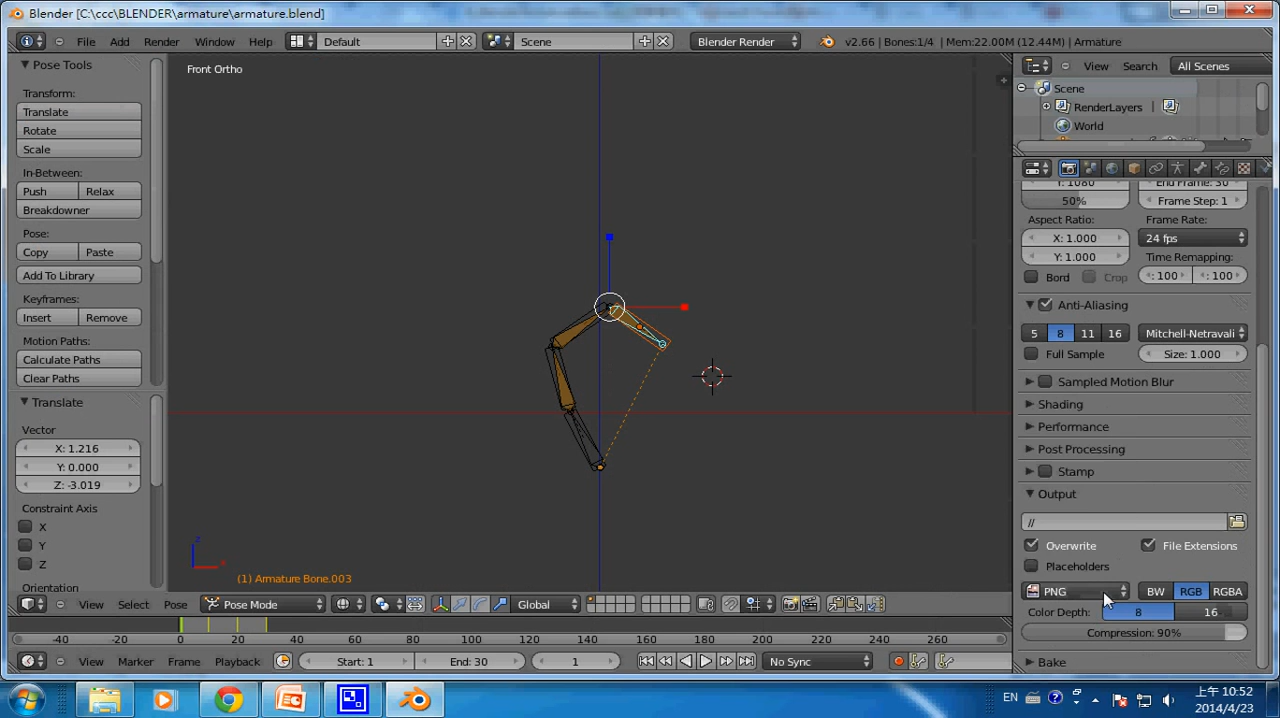 Blender [C:\ccc\BLENDER\armature\armature.blend]
File Add Render Window Help Default Scene Blender Render v2.66 | Bones:1/4 | Mem:22.00M (12.44M) | Armature
Pose Tools
Transform:
Translate
Rotate
Scale
In-Between:
Push Relax
Breakdowner
Pose:
Copy Paste
Add To Library
Keyframes:
Insert Remove
Motion Paths:
Calculate Paths
Clear Paths
Translate
Vector
X: 1.216
Y: 0.000
Z: -3.019
Constraint Axis
X
Y
Z
Orientation
Front Ortho
z
x
(1) Armature Bone.003
View Select Pose Pose Mode Global
-40 -20 0 20 40 60 80 100 120 140 160 180 200 220 240 260
View Marker Frame Playback Start: 1 End: 30 1 No Sync
View Search All Scenes
Scene
RenderLayers
World
Y: 1080 End Frame: 30
50% Frame Step: 1
Aspect Ratio: Frame Rate:
X: 1.000 24 fps
Y: 1.000 Time Remapping:
Bord Crop : 100 : 100
Anti-Aliasing
5 8 11 16 Mitchell-Netravali
Full Sample Size: 1.000
Sampled Motion Blur
Shading
Performance
Post Processing
Stamp
Output
//
Overwrite File Extensions
Placeholders
PNG BW RGB RGBA
Color Depth: 8 16
Compression: 90%
Bake
EN 上午 10:52
2014/4/23